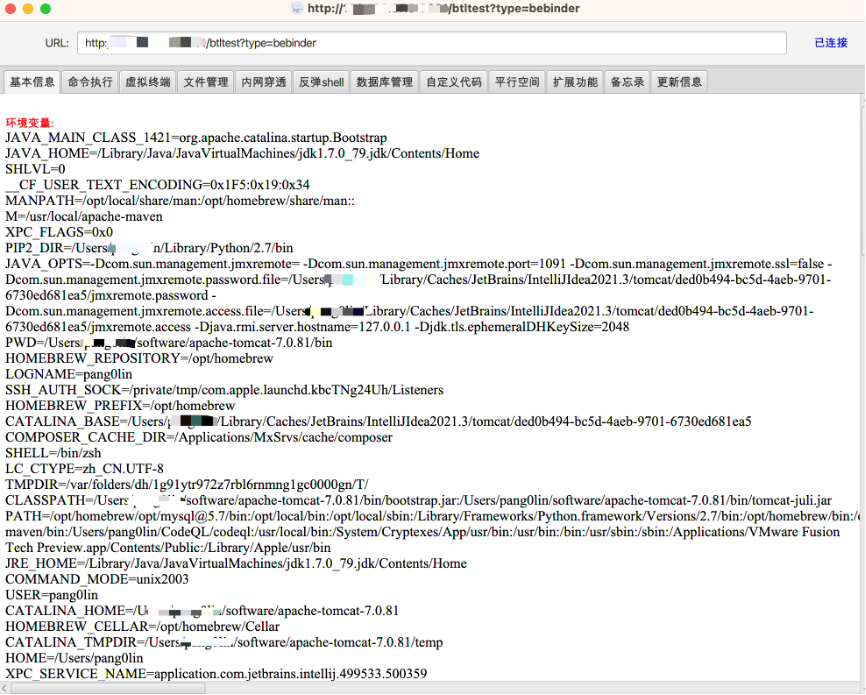 http://
/btltest?type=bebinder
URL: http: /btltest?type=bebinder 已连接
基本信息 命令执行 虚拟终端 文件管理 内网穿透 反弹shell 数据库管理 自定义代码 平行空间 扩展功能 备忘录 更新信息
环境变量:
JAVA_MAIN_CLASS_1421=org.apache.catalina.startup.Bootstrap
JAVA_HOME=/Library/Java/JavaVirtualMachines/jdk1.7.0_79.jdk/Contents/Home
SHLVL=0
__CF_USER_TEXT_ENCODING=0x1F5:0x19:0x34
MANPATH=/opt/local/share/man:/opt/homebrew/share/man::
M=/usr/local/apache-maven
XPC_FLAGS=0x0
PIP2_DIR=/Users/ /Library/Python/2.7/bin
JAVA_OPTS=-Dcom.sun.management.jmxremote= -Dcom.sun.management.jmxremote.port=1091 -Dcom.sun.management.jmxremote.ssl=false -
Dcom.sun.management.jmxremote.password.file=/Users/ Library/Caches/JetBrains/IntelliJIdea2021.3/tomcat/ded0b494-bc5d-4aeb-9701-
6730ed681ea5/jmxremote.password -
Dcom.sun.management.jmxremote.access.file=/Users/ Library/Caches/JetBrains/IntelliJIdea2021.3/tomcat/ded0b494-bc5d-4aeb-9701-
6730ed681ea5/jmxremote.access -Djava.rmi.server.hostname=127.0.0.1 -Djdk.tls.ephemeralDHKeySize=2048
PWD=/Users/ /software/apache-tomcat-7.0.81/bin
HOMEBREW_REPOSITORY=/opt/homebrew
LOGNAME=pang0lin
SSH_AUTH_SOCK=/private/tmp/com.apple.launchd.kbcTNg24Uh/Listeners
HOMEBREW_PREFIX=/opt/homebrew
CATALINA_BASE=/Users/ /Library/Caches/JetBrains/IntelliJIdea2021.3/tomcat/ded0b494-bc5d-4aeb-9701-6730ed681ea5
COMPOSER_CACHE_DIR=/Applications/MxSrvs/cache/composer
SHELL=/bin/zsh
LC_CTYPE=zh_CN.UTF-8
TMPDIR=/var/folders/dh/1g91ytr972z7rbl6rnmng1gc0000gn/T/
CLASSPATH=/Users /software/apache-tomcat-7.0.81/bin/bootstrap.jar:/Users/pang0lin/software/apache-tomcat-7.0.81/bin/tomcat-juli.jar
PATH=/opt/homebrew/opt/mysql@5.7/bin:/opt/local/bin:/opt/local/sbin:/Library/Frameworks/Python.framework/Versions/2.7/bin:/opt/homebrew/bin:/
maven/bin:/Users/pang0lin/CodeQL/codeql:/usr/local/bin:/System/Cryptexes/App/usr/bin:/usr/bin:/bin:/usr/sbin:/sbin:/Applications/VMware Fusion
Tech Preview.app/Contents/Public:/Library/Apple/usr/bin
JRE_HOME=/Library/Java/JavaVirtualMachines/jdk1.7.0_79.jdk/Contents/Home
COMMAND_MODE=unix2003
USER=pang0lin
CATALINA_HOME=/U /software/apache-tomcat-7.0.81
HOMEBREW_CELLAR=/opt/homebrew/Cellar
CATALINA_TMPDIR=/Users/ /software/apache-tomcat-7.0.81/temp
HOME=/Users/pang0lin
XPC_SERVICE_NAME=application.com.jetbrains.intellij.499533.500359